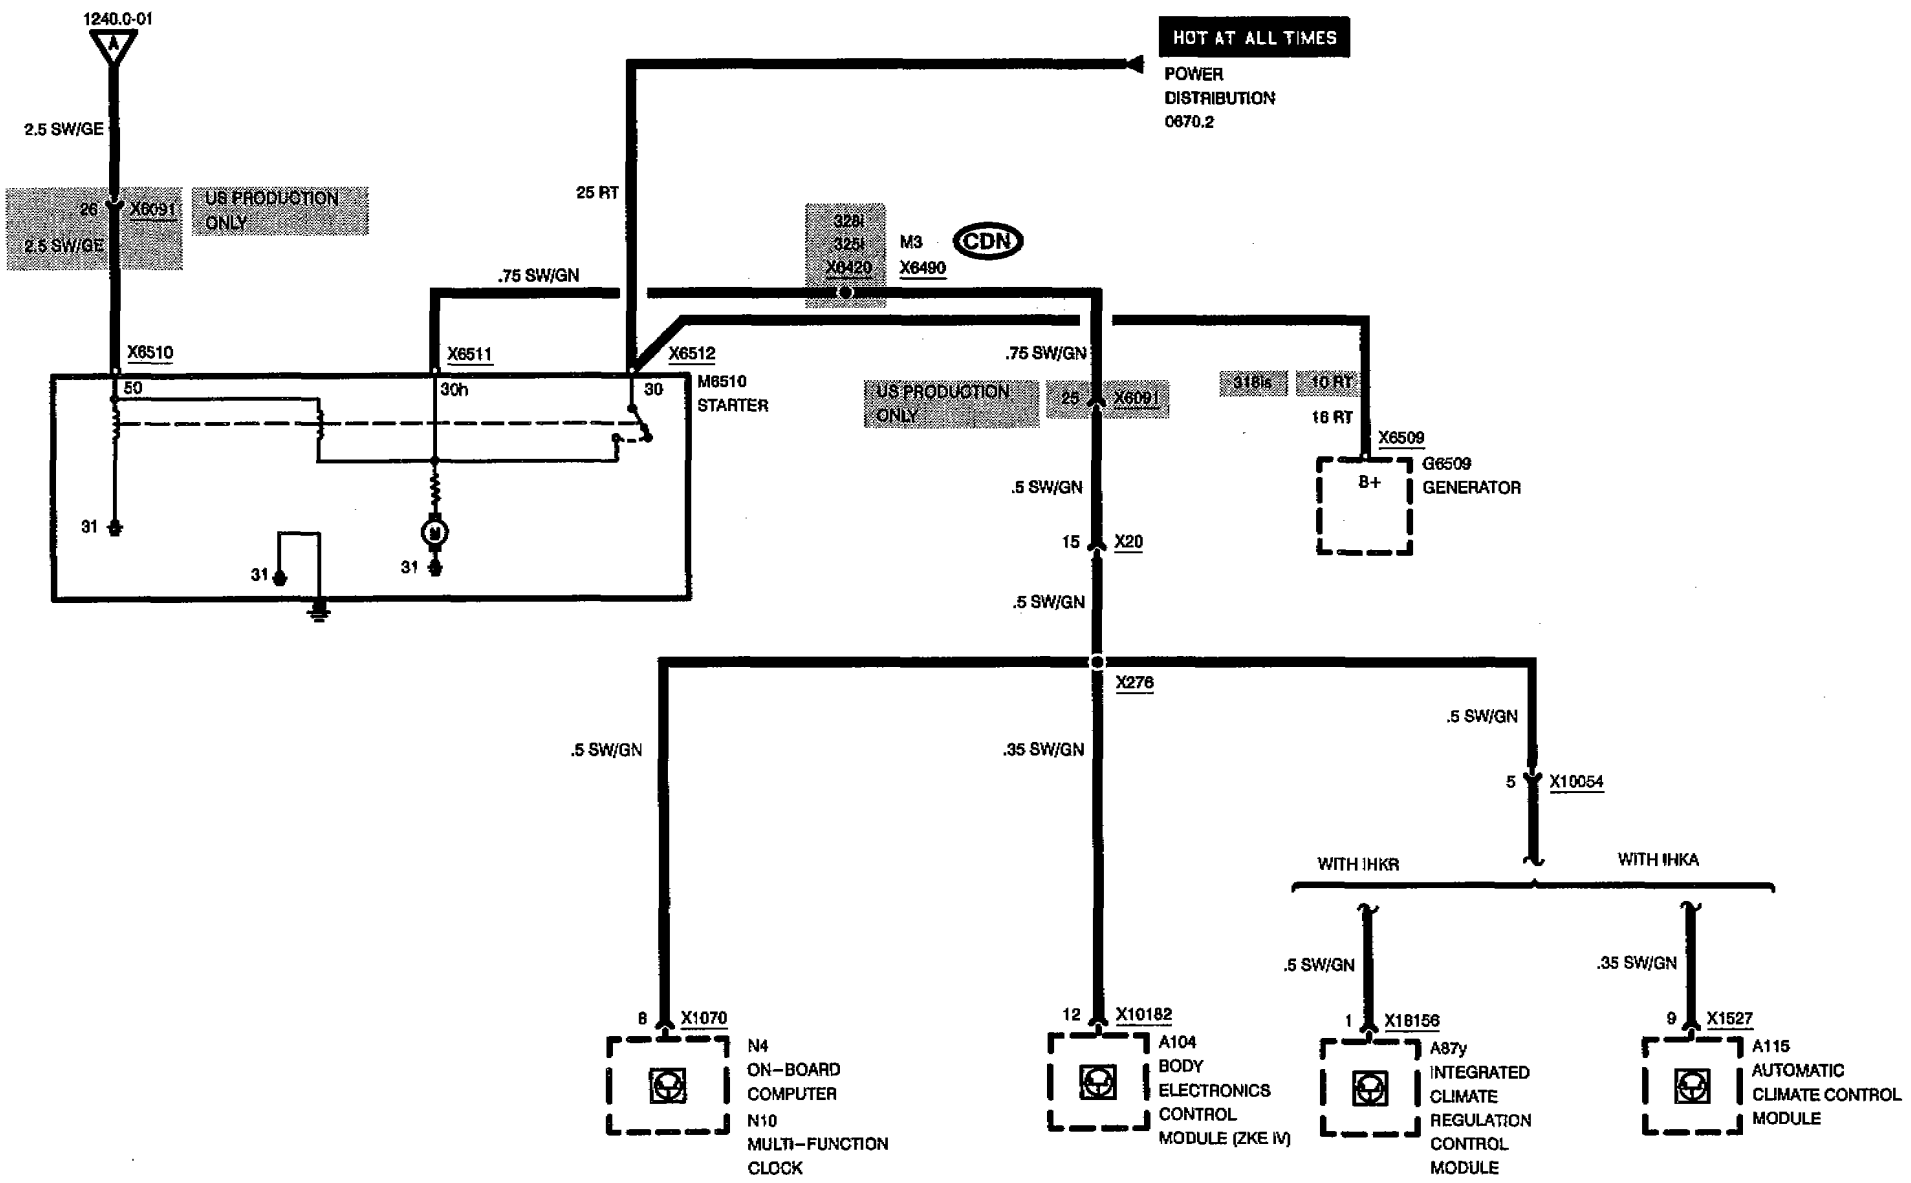 1240.0-01
A
HOT AT ALL TIMES
POWER
DISTRIBUTION
0670.2
2.5 SW/GE
25 RT
26
X6091
US PRODUCTION
ONLY
2.5 SW/GE
328i
325i
M3
CDN
X6420
X6490
.75 SW/GN
X6510
X6511
X6512
.75 SW/GN
50
30h
30
M6510
STARTER
US PRODUCTION
ONLY
25
X6091
318is
10 RT
16 RT
X6509
G6509
GENERATOR
B+
.5 SW/GN
31
M
31
31
15
X20
.5 SW/GN
X276
.5 SW/GN
.35 SW/GN
.5 SW/GN
5
X10054
WITH IHKR
WITH IHKA
.5 SW/GN
.35 SW/GN
8
X1070
12
X10182
1
X18156
9
X1527
N4
ON-BOARD
COMPUTER
N10
MULTI-FUNCTION
CLOCK
A104
BODY
ELECTRONICS
CONTROL
MODULE (ZKE IV)
A87y
INTEGRATED
CLIMATE
REGULATION
CONTROL
MODULE
A115
AUTOMATIC
CLIMATE CONTROL
MODULE